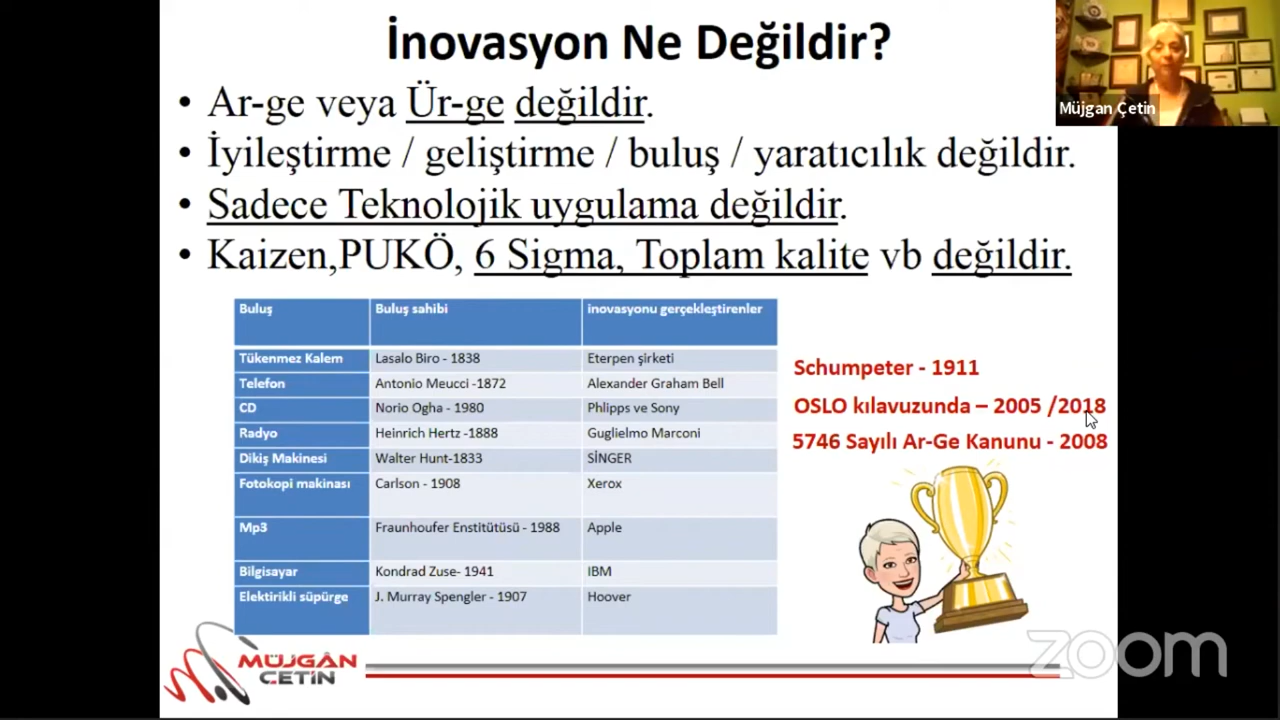 İnovasyon Ne Değildir?
Müjgan Çetin
• Ar-ge veya Ür-ge değildir.
• İyileştirme / geliştirme / buluş / yaratıcılık değildir.
• Sadece Teknolojik uygulama değildir.
• Kaizen,PUKÖ, 6 Sigma, Toplam kalite vb değildir.
Buluş Buluş sahibi inovasyonu gerçekleştirenler
Tükenmez Kalem Lasalo Biro - 1838 Eterpen şirketi
Telefon Antonio Meucci -1872 Alexander Graham Bell
CD Norio Ogha - 1980 Phlipps ve Sony
Radyo Heinrich Hertz -1888 Guglielmo Marconi
Dikiş Makinesi Walter Hunt-1833 SİNGER
Fotokopi makinası Carlson - 1908 Xerox
Mp3 Fraunhoufer Enstitütüsü - 1988 Apple
Bilgisayar Kondrad Zuse- 1941 IBM
Elektirikli süpürge J. Murray Spengler - 1907 Hoover
Schumpeter - 1911
OSLO kılavuzunda – 2005 /2018
5746 Sayılı Ar-Ge Kanunu - 2008
MÜJGÂN
ÇETİN
zoom